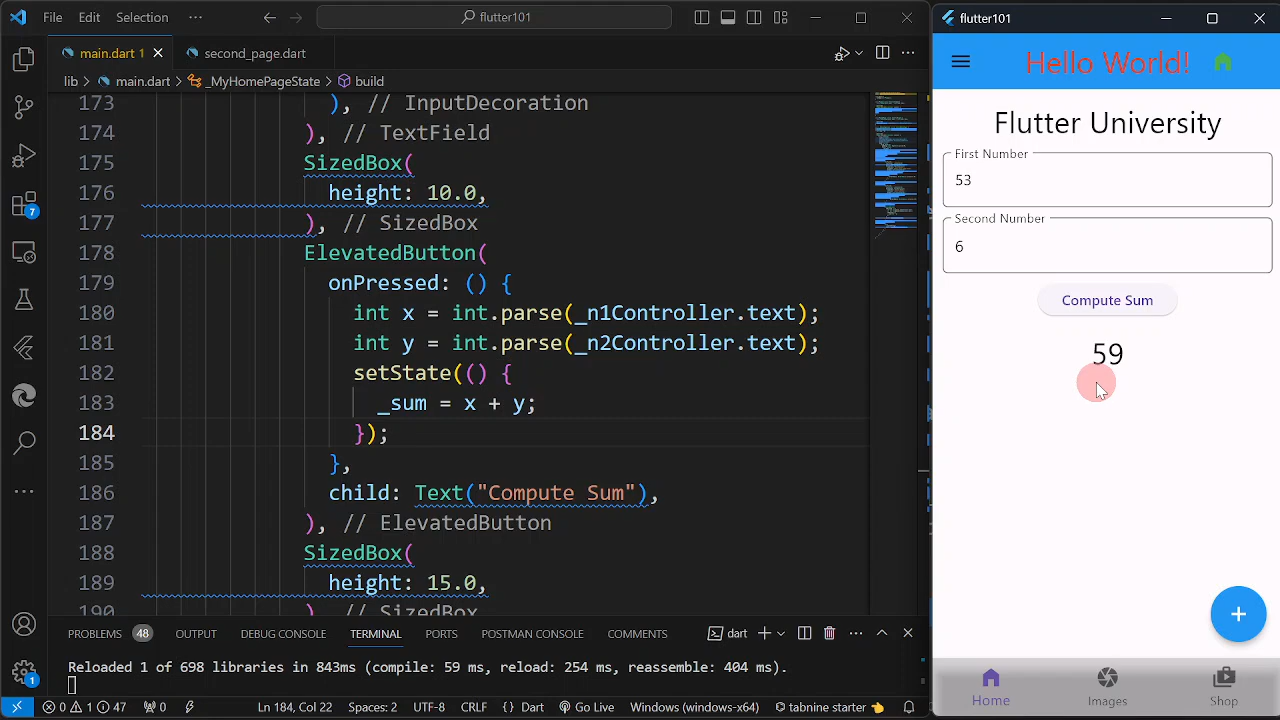 File Edit Selection ··· flutter101
main.dart 1 second_page.dart
lib > main.dart > _MyHomePageState > build
173 ), // InputDecoration
174 ), // TextField
175 SizedBox(
176 height: 10.0,
177 ), // SizedBox
178 ElevatedButton(
179 onPressed: () {
180 int x = int.parse(_n1Controller.text);
181 int y = int.parse(_n2Controller.text);
182 setState(() {
183 _sum = x + y;
184 });
185 },
186 child: Text("Compute Sum"),
187 ), // ElevatedButton
188 SizedBox(
189 height: 15.0,
190 ) // SizedBox
7
1
PROBLEMS 48 OUTPUT DEBUG CONSOLE TERMINAL PORTS POSTMAN CONSOLE COMMENTS dart
Reloaded 1 of 698 libraries in 843ms (compile: 59 ms, reload: 254 ms, reassemble: 404 ms).
0 1 47 0 Ln 184, Col 22 Spaces: 2 UTF-8 CRLF Dart Go Live Windows (windows-x64) tabnine starter
flutter101
Hello World!
Flutter University
First Number
53
Second Number
6
Compute Sum
59
+
Home Images Shop